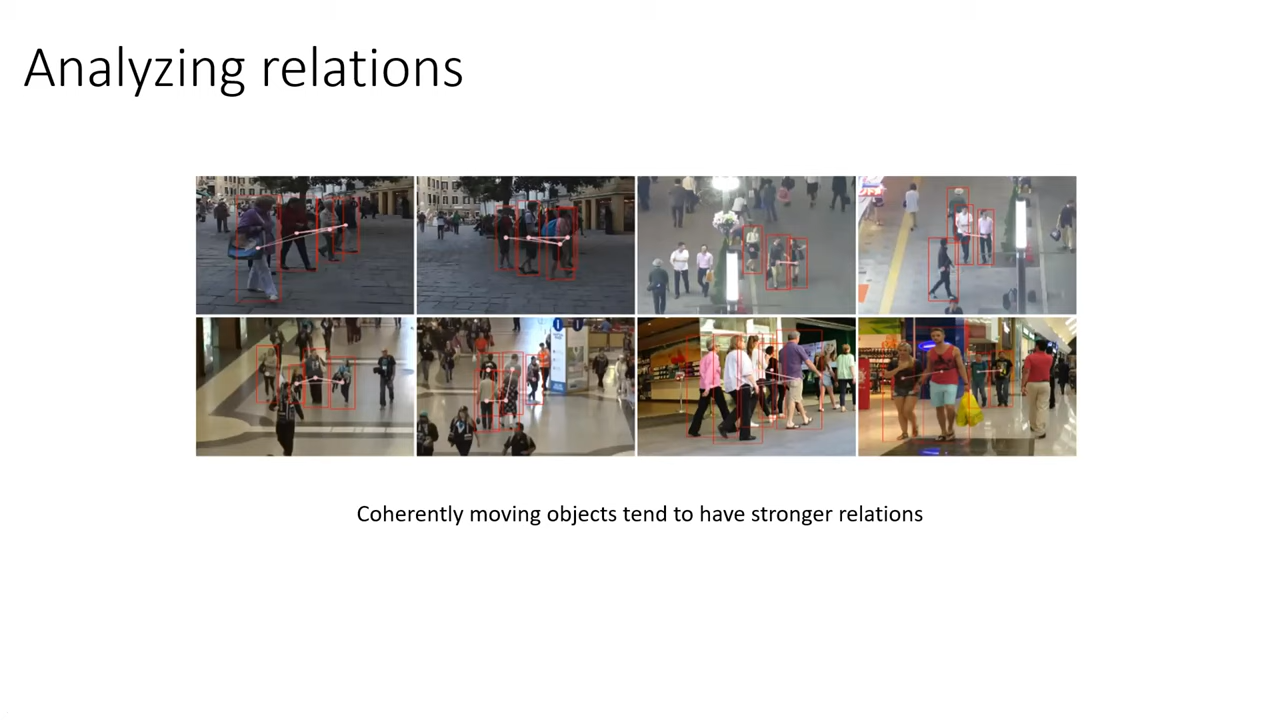 Analyzing relations
Coherently moving objects tend to have stronger relations